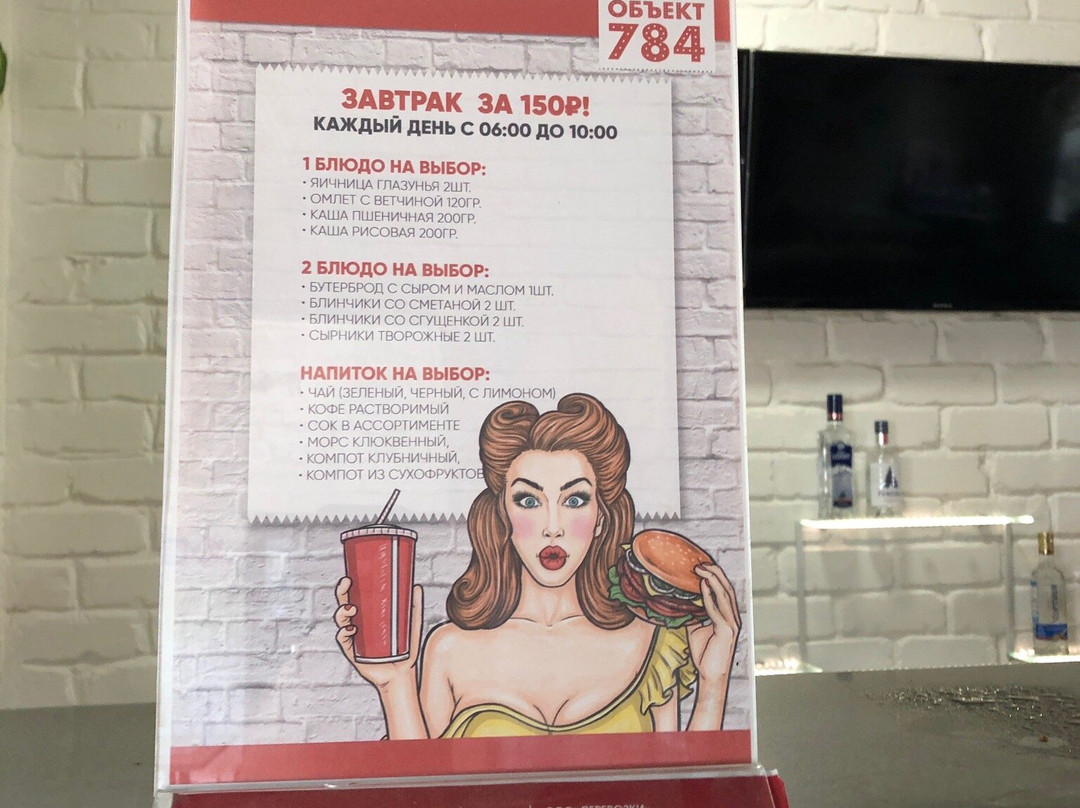 ОБЪЕКТ
784
ЗАВТРАК ЗА 150₽!
КАЖДЫЙ ДЕНЬ С 06:00 ДО 10:00
1 БЛЮДО НА ВЫБОР:
• ЯИЧНИЦА ГЛАЗУНЬЯ 2ШТ.
• ОМЛЕТ С ВЕТЧИНОЙ 120ГР.
• КАША ПШЕНИЧНАЯ 200ГР.
• КАША РИСОВАЯ 200ГР.
2 БЛЮДО НА ВЫБОР:
• БУТЕРБРОД С СЫРОМ И МАСЛОМ 1ШТ.
• БЛИНЧИКИ СО СМЕТАНОЙ 2 ШТ.
• БЛИНЧИКИ СО СГУЩЕНКОЙ 2 ШТ.
• СЫРНИКИ ТВОРОЖНЫЕ 2 ШТ.
НАПИТОК НА ВЫБОР:
• ЧАЙ (ЗЕЛЕНЫЙ, ЧЕРНЫЙ, С ЛИМОНОМ)
• КОФЕ РАСТВОРИМЫЙ
• СОК В АССОРТИМЕНТЕ
• МОРС КЛЮКВЕННЫЙ,
• КОМПОТ КЛУБНИЧНЫЙ,
• КОМПОТ ИЗ СУХОФРУКТОВ